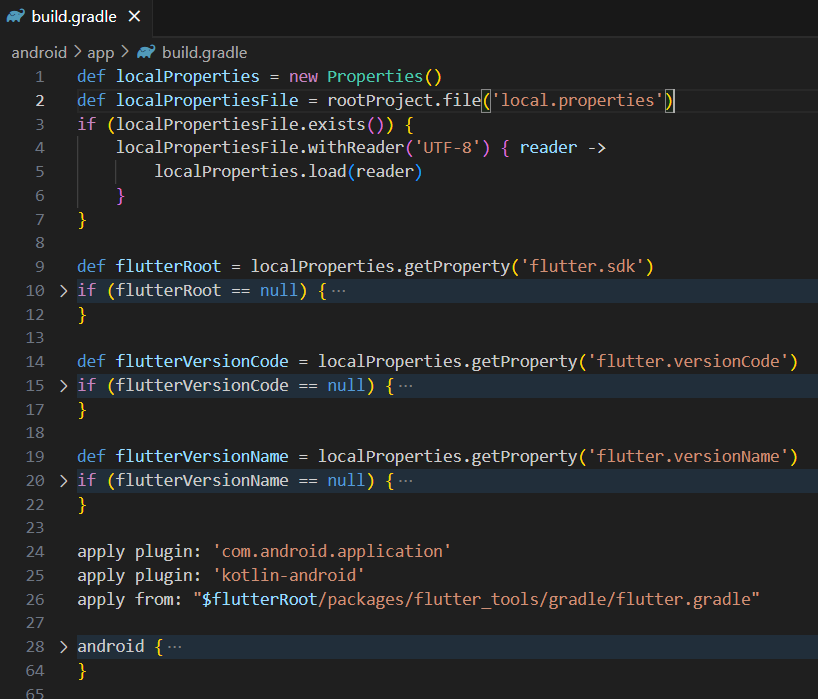 build.gradle ×
android > app > build.gradle
1 def localProperties = new Properties()
2 def localPropertiesFile = rootProject.file('local.properties')
3 if (localPropertiesFile.exists()) {
4 localPropertiesFile.withReader('UTF-8') { reader ->
5 localProperties.load(reader)
6 }
7 }
8
9 def flutterRoot = localProperties.getProperty('flutter.sdk')
10 > if (flutterRoot == null) { ···
12 }
13
14 def flutterVersionCode = localProperties.getProperty('flutter.versionCode')
15 > if (flutterVersionCode == null) { ···
17 }
18
19 def flutterVersionName = localProperties.getProperty('flutter.versionName')
20 > if (flutterVersionName == null) { ···
22 }
23
24 apply plugin: 'com.android.application'
25 apply plugin: 'kotlin-android'
26 apply from: "$flutterRoot/packages/flutter_tools/gradle/flutter.gradle"
27
28 > android { ···
64 }
65